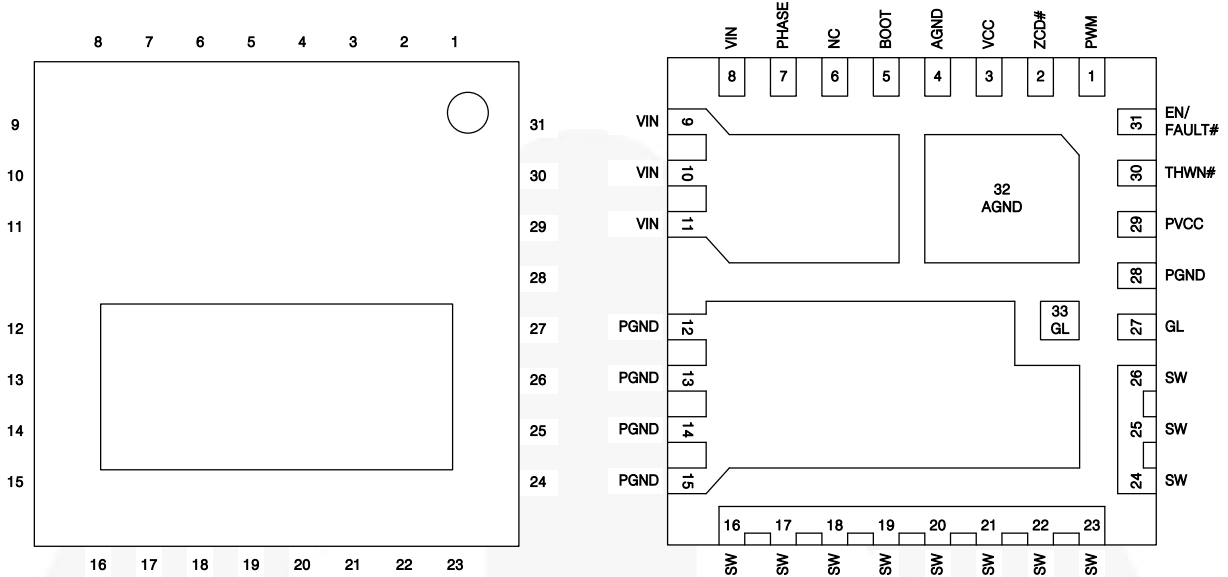 8 7 6 5 4 3 2 1
9
10
11
12
13
14
15
31
30
29
28
27
26
25
24
16 17 18 19 20 21 22 23
VIN PHASE NC BOOT AGND VCC ZCD# PWM
8 7 6 5 4 3 2 1
VIN 9
VIN 10
VIN 11
PGND 12
PGND 13
PGND 14
PGND 15
32
AGND
33
GL
31 EN/
FAULT#
30 THWN#
29 PVCC
28 PGND
27 GL
26 SW
25 SW
24 SW
16 17 18 19 20 21 22 23
SW SW SW SW SW SW SW SW